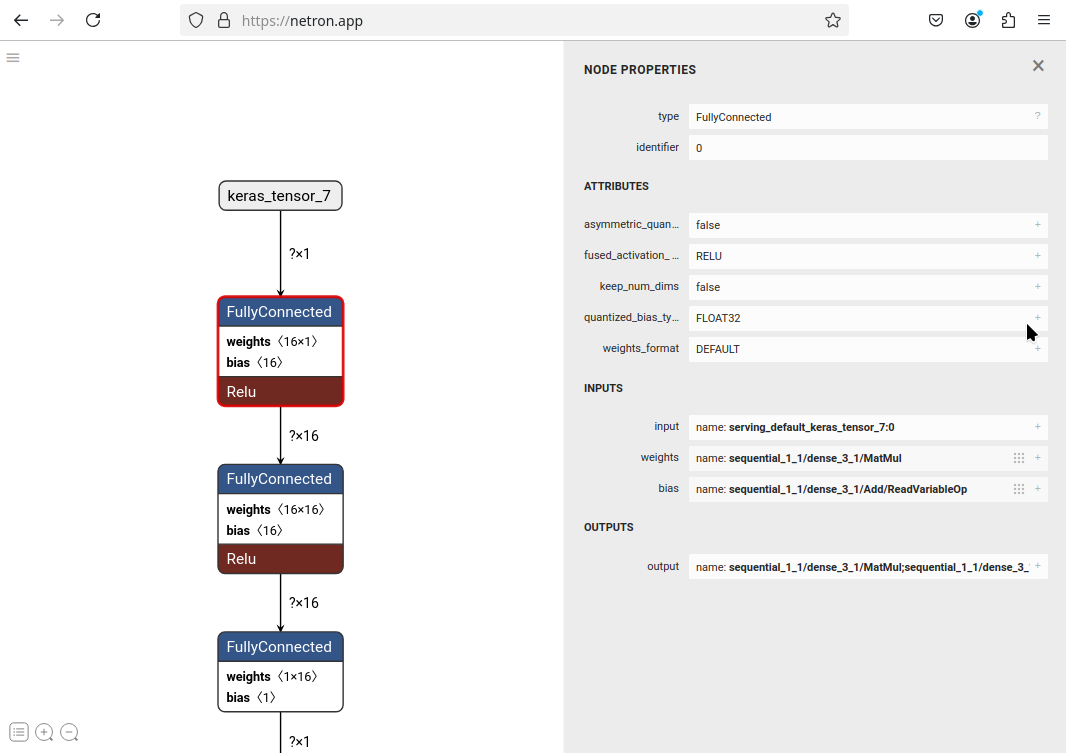 https://netron.app
keras_tensor_7
?×1
FullyConnected
weights 〈16×1〉
bias 〈16〉
Relu
?×16
FullyConnected
weights 〈16×16〉
bias 〈16〉
Relu
?×16
FullyConnected
weights 〈1×16〉
bias 〈1〉
?×1
NODE PROPERTIES
type FullyConnected ?
identifier 0
ATTRIBUTES
asymmetric_quan... false +
fused_activation_ ... RELU +
keep_num_dims false +
quantized_bias_ty... FLOAT32 +
weights_format DEFAULT +
INPUTS
input name: serving_default_keras_tensor_7:0 +
weights name: sequential_1_1/dense_3_1/MatMul +
bias name: sequential_1_1/dense_3_1/Add/ReadVariableOp +
OUTPUTS
output name: sequential_1_1/dense_3_1/MatMul;sequential_1_1/dense_3_ +